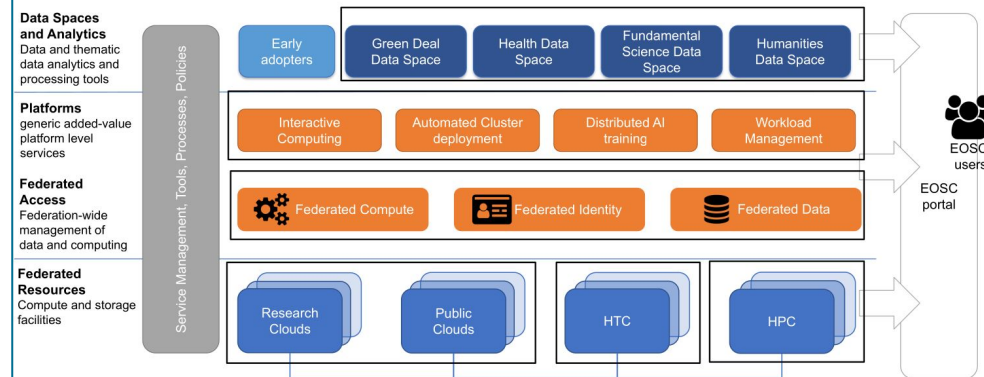 Data Spaces
and Analytics
Data and thematic
data analytics and
processing tools
Platforms
generic added-value
platform level
services
Federated
Access
Federation-wide
management of
data and computing
Federated
Resources
Compute and storage
facilities
Service Management, Tools, Processes, Policies
Early
adopters
Green Deal
Data Space
Health Data
Space
Fundamental
Science Data
Space
Humanities
Data Space
Interactive
Computing
Automated Cluster
deployment
Distributed AI
training
Workload
Management
Federated Compute
Federated Identity
Federated Data
Research
Clouds
Public
Clouds
HTC
HPC
EOSC
portal
EOSC
users